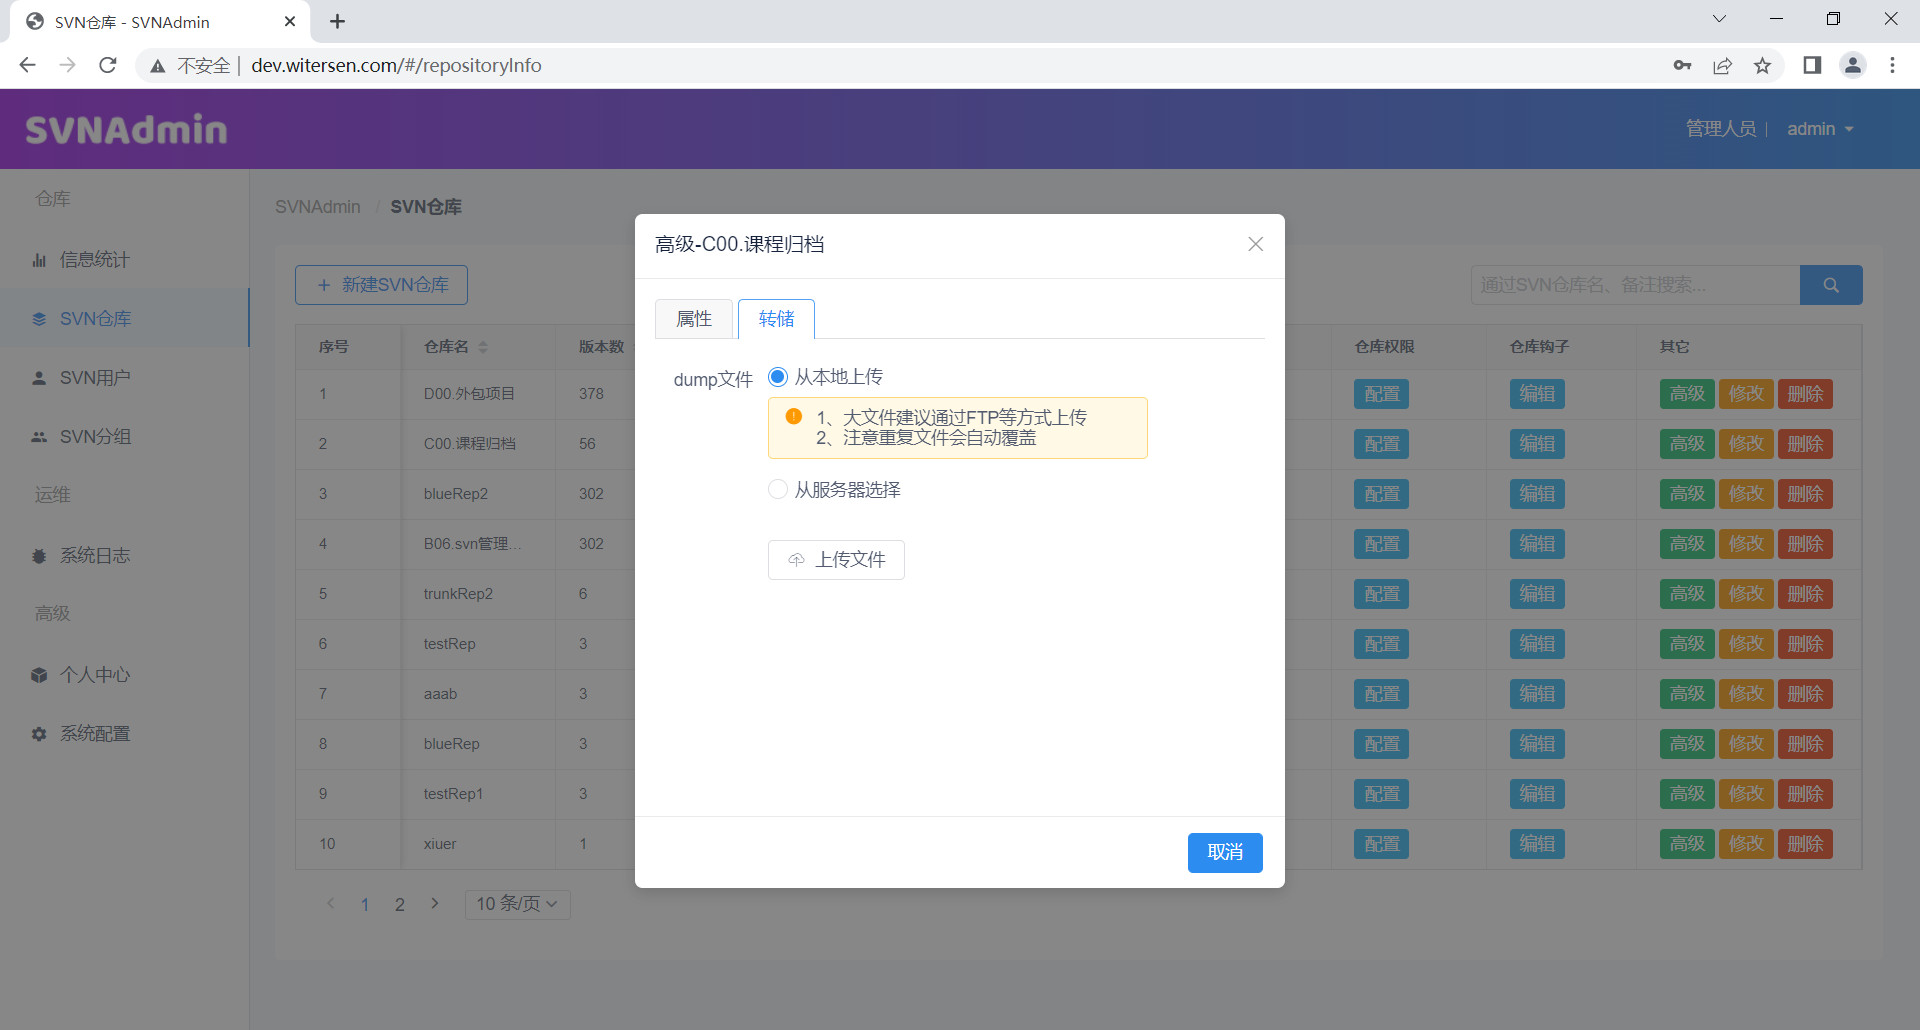 SVN仓库 - SVNAdmin
不安全 | dev.witersen.com/#/repositoryInfo
SVNAdmin
管理人员 | admin
仓库
信息统计
SVN仓库
SVN用户
SVN分组
运维
系统日志
高级
个人中心
系统配置
SVNAdmin / SVN仓库
+ 新建SVN仓库
通过SVN仓库名、备注搜索...
序号 仓库名 版本数 仓库权限 仓库钩子 其它
1 D00.外包项目 378 配置 编辑 高级 修改 删除
2 C00.课程归档 56 配置 编辑 高级 修改 删除
3 blueRep2 302 配置 编辑 高级 修改 删除
4 B06.svn管理... 302 配置 编辑 高级 修改 删除
5 trunkRep2 6 配置 编辑 高级 修改 删除
6 testRep 3 配置 编辑 高级 修改 删除
7 aaab 3 配置 编辑 高级 修改 删除
8 blueRep 3 配置 编辑 高级 修改 删除
9 testRep1 3 配置 编辑 高级 修改 删除
10 xiuer 1 配置 编辑 高级 修改 删除
1 2 10 条/页
高级-C00.课程归档
属性 转储
dump文件 从本地上传
1、大文件建议通过FTP等方式上传
2、注意重复文件会自动覆盖
从服务器选择
上传文件
取消